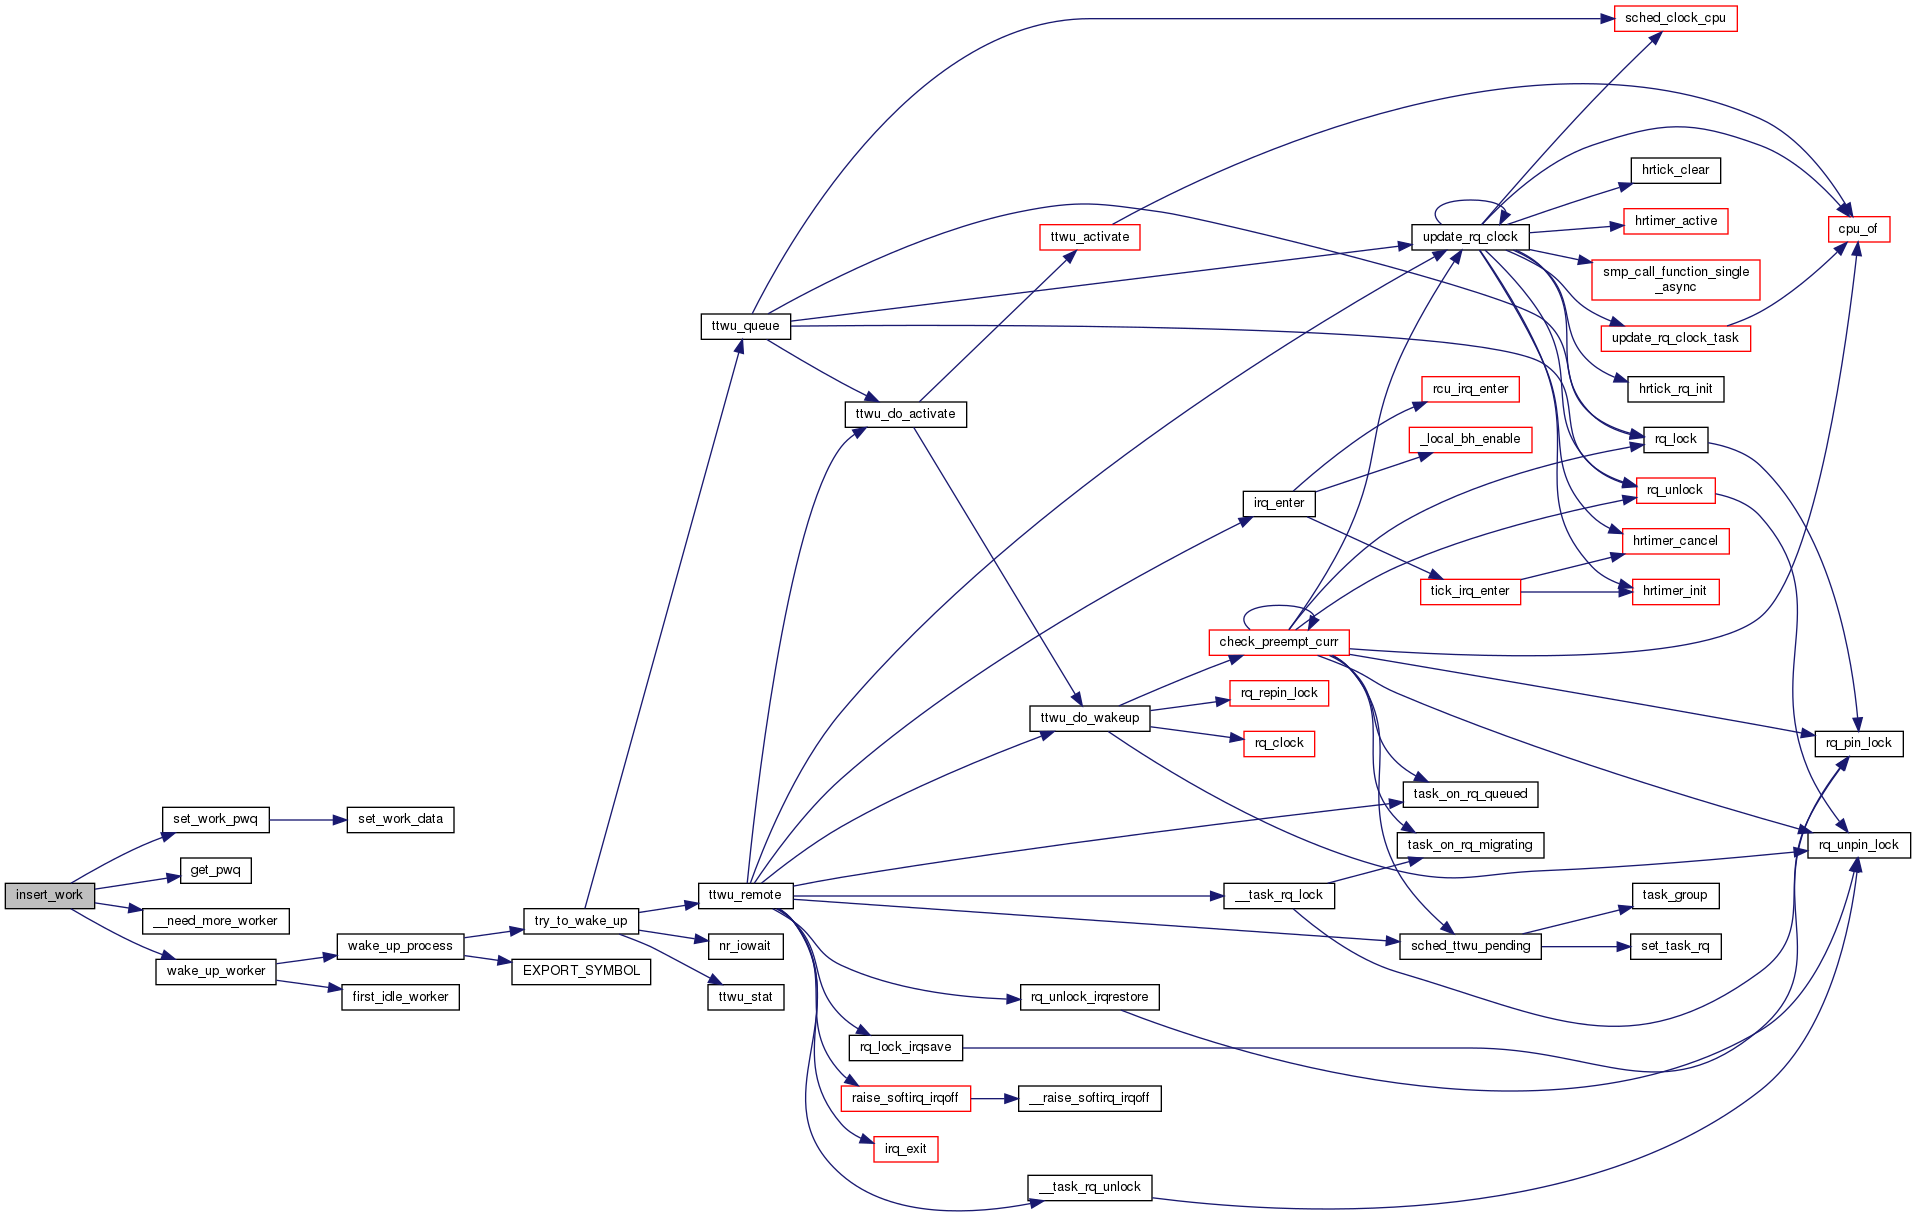 sched_clock_cpu
hrtick_clear
hrtimer_active
cpu_of
ttwu_activate
update_rq_clock
smp_call_function_single
_async
ttwu_queue
update_rq_clock_task
rcu_irq_enter
hrtick_rq_init
ttwu_do_activate
_local_bh_enable
rq_lock
rq_unlock
irq_enter
hrtimer_cancel
tick_irq_enter
hrtimer_init
check_preempt_curr
rq_repin_lock
ttwu_do_wakeup
rq_clock
rq_pin_lock
task_on_rq_queued
set_work_pwq
set_work_data
task_on_rq_migrating
rq_unpin_lock
get_pwq
insert_work
ttwu_remote
__task_rq_lock
task_group
__need_more_worker
try_to_wake_up
wake_up_process
nr_iowait
sched_ttwu_pending
set_task_rq
wake_up_worker
EXPORT_SYMBOL
first_idle_worker
ttwu_stat
rq_unlock_irqrestore
rq_lock_irqsave
raise_softirq_irqoff
__raise_softirq_irqoff
irq_exit
__task_rq_unlock